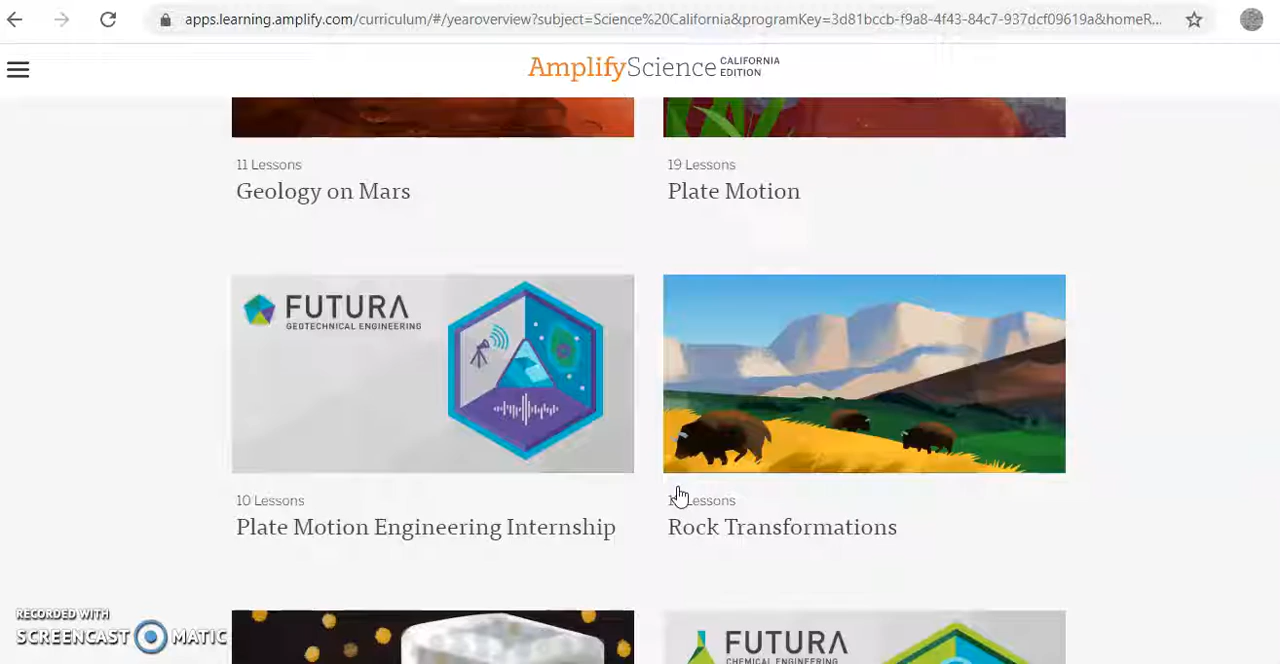 apps.learning.amplify.com/curriculum/#/yearoverview?subject=Science%20California&programKey=3d81bccb-f9a8-4f43-84c7-937dcf09619a&homeR...
AmplifyScience CALIFORNIA EDITION
11 Lessons
Geology on Mars
19 Lessons
Plate Motion
FUTURA
GEOTECHNICAL ENGINEERING
10 Lessons
Plate Motion Engineering Internship
Lessons
Rock Transformations
FUTURA
CHEMICAL ENGINEERING
RECORDED WITH
SCREENCAST MATIC